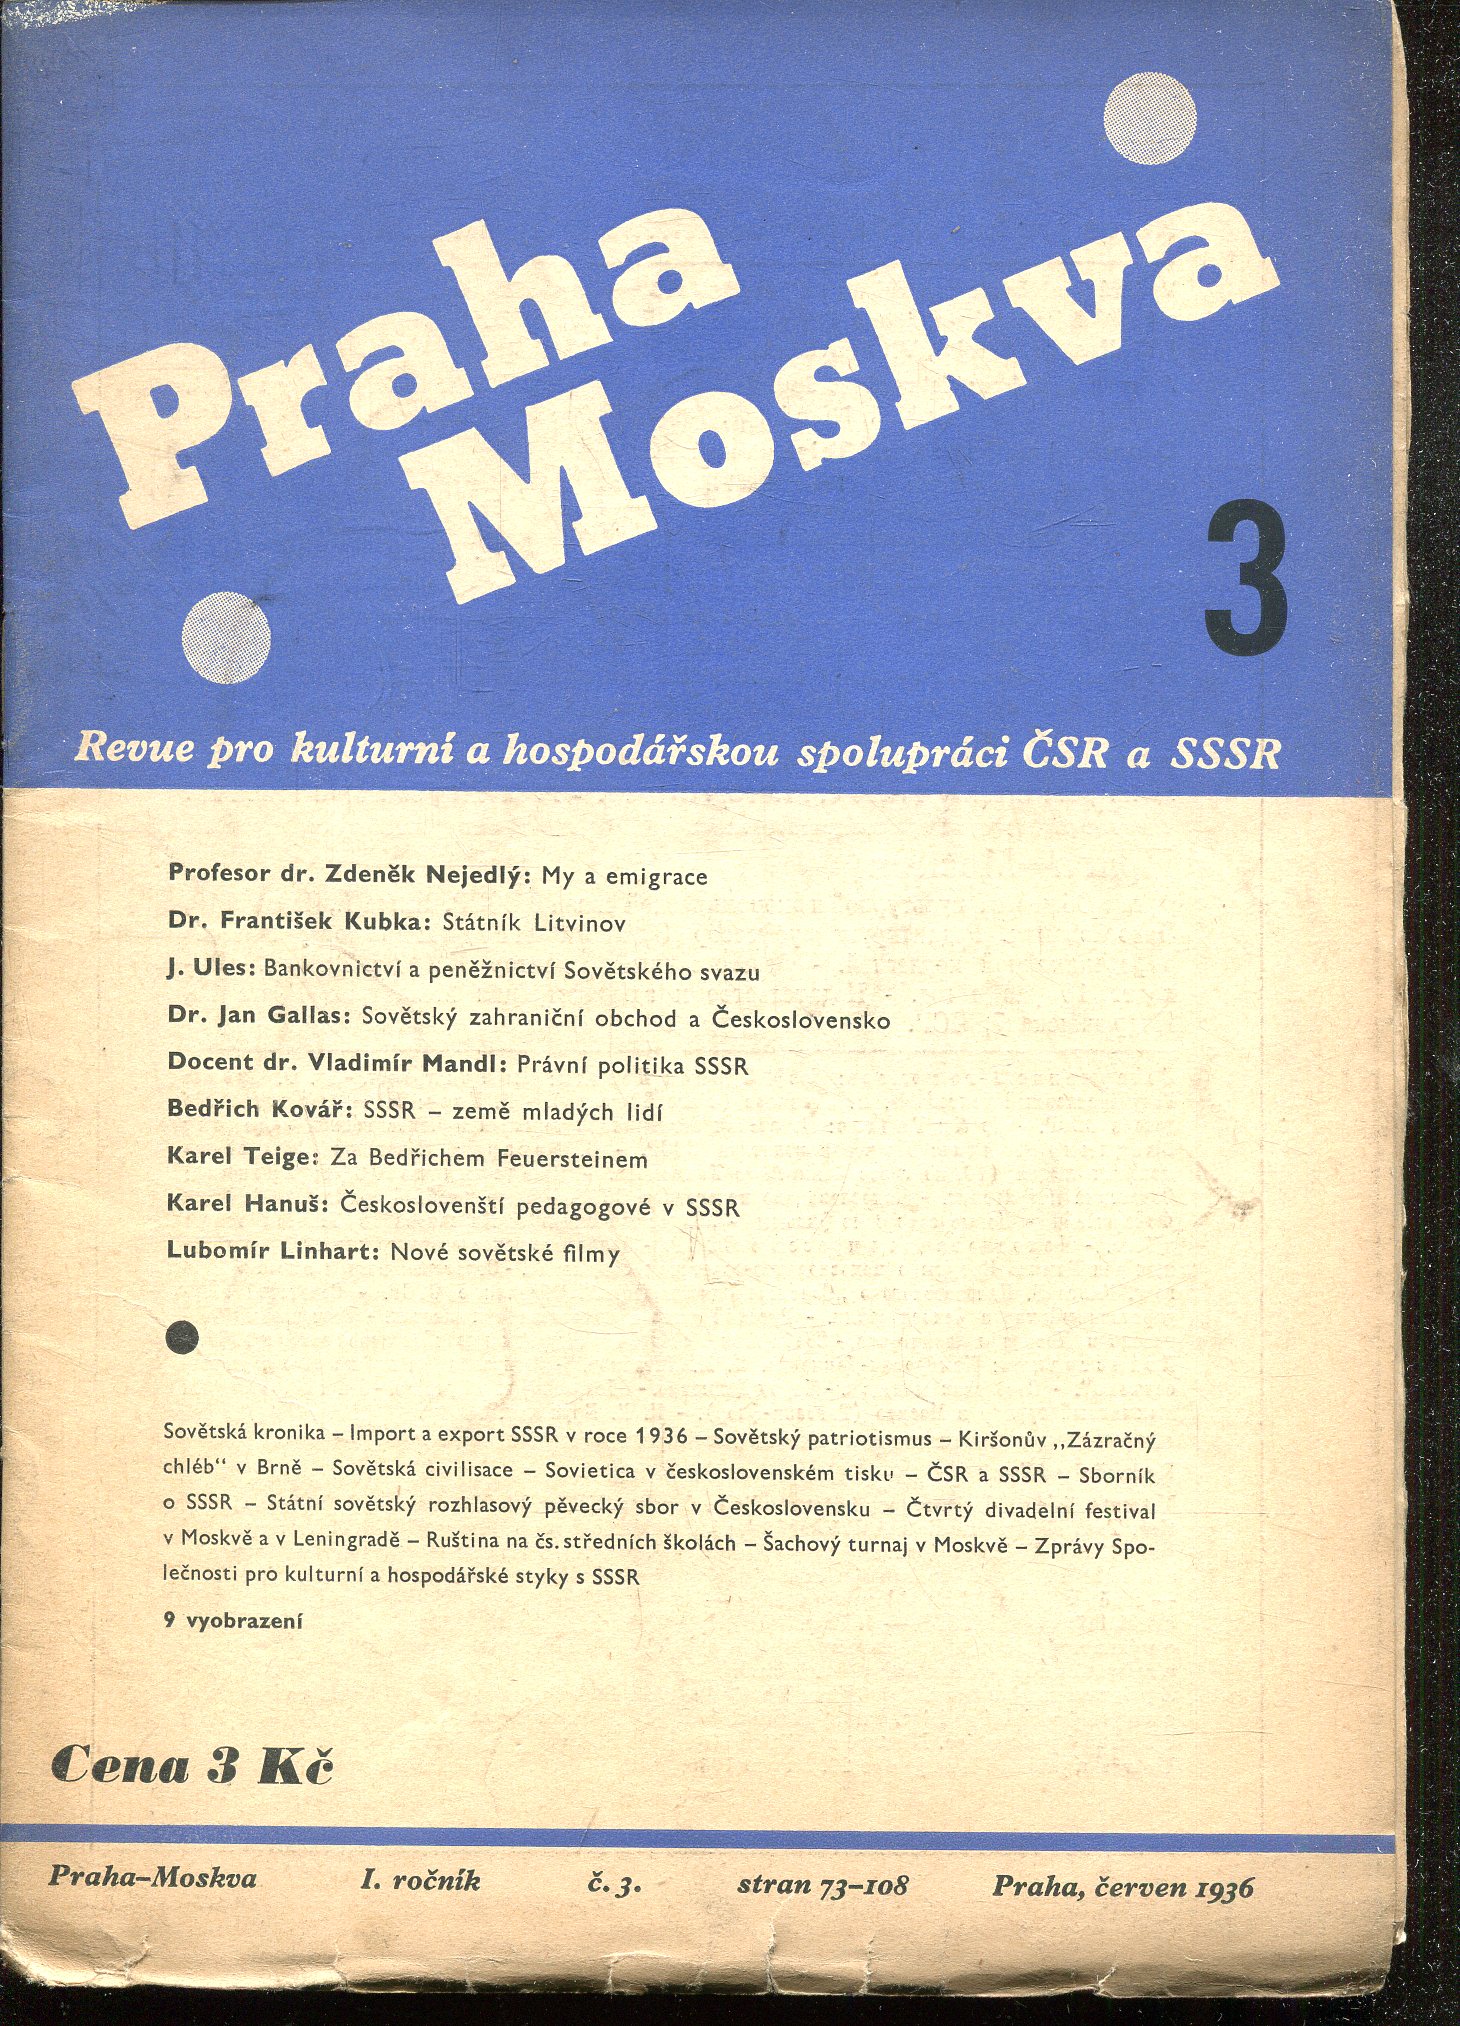 Praha
Moskva
3
Revue pro kulturní a hospodářskou spolupráci ČSR a SSSR
Profesor dr. Zdeněk Nejedlý: My a emigrace
Dr. František Kubka: Státník Litvinov
J. Ules: Bankovnictví a peněžnictví Sovětského svazu
Dr. Jan Gallas: Sovětský zahraniční obchod a Československo
Docent dr. Vladimír Mandl: Právní politika SSSR
Bedřich Kovář: SSSR – země mladých lidí
Karel Teige: Za Bedřichem Feuersteinem
Karel Hanuš: Českoslovenští pedagogové v SSSR
Lubomír Linhart: Nové sovětské filmy
Sovětská kronika – Import a export SSSR v roce 1936 – Sovětský patriotismus – Kiršonův ,,Zázračný
chléb“ v Brně – Sovětská civilisace – Sovietica v československém tisku – ČSR a SSSR – Sborník
o SSSR – Státní sovětský rozhlasový pěvecký sbor v Československu – Čtvrtý divadelní festival
v Moskvě a v Leningradě – Ruština na čs. středních školách – Šachový turnaj v Moskvě – Zprávy Spo-
lečnosti pro kulturní a hospodářské styky s SSSR
9 vyobrazení
Cena 3 Kč
Praha–Moskva I. ročník č. 3. stran 73–108 Praha, červen 1936